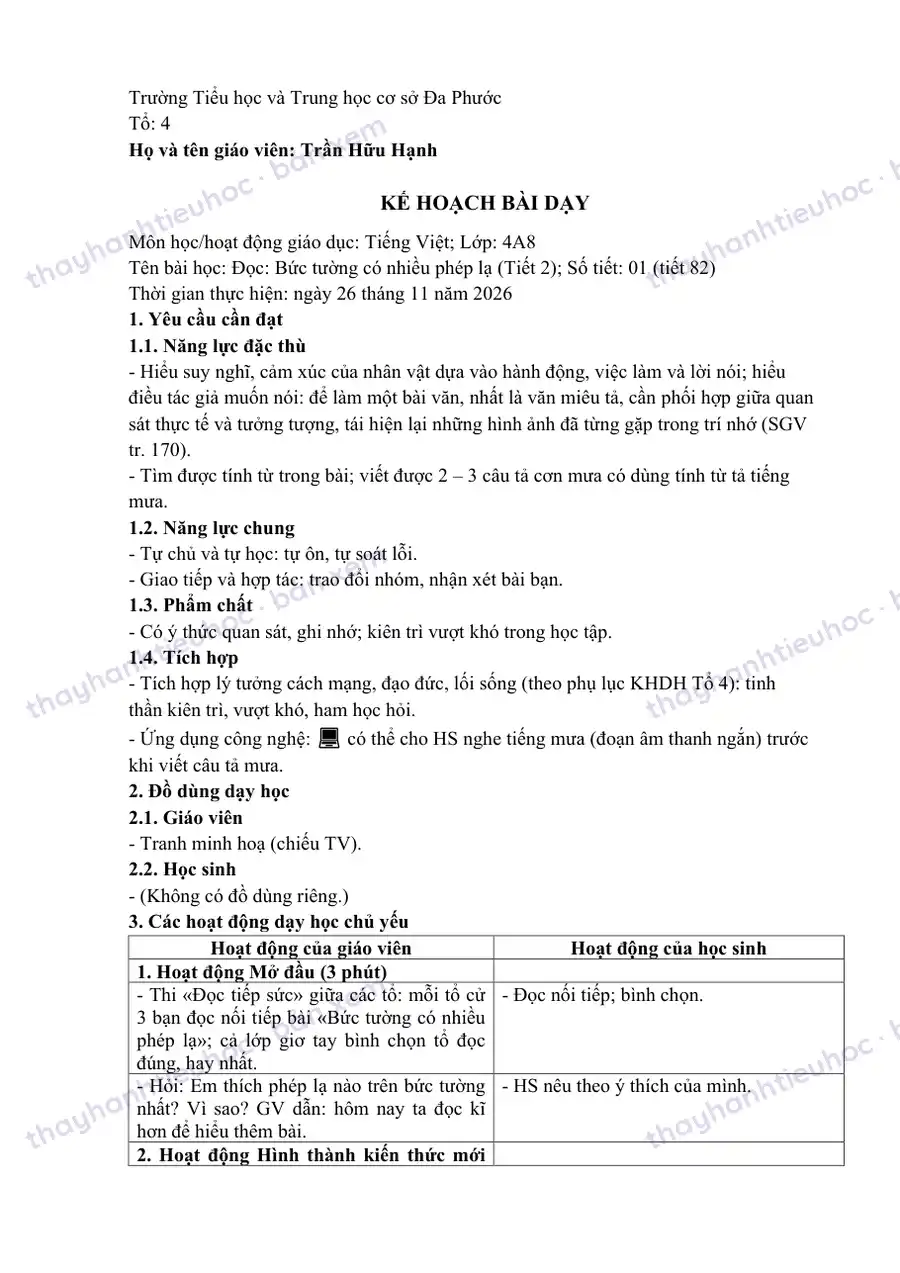 Trường Tiểu học và Trung học cơ sở Đa Phước
Tổ: 4
Họ và tên giáo viên: Trần Hữu Hạnh
KẾ HOẠCH BÀI DẠY
Môn học/hoạt động giáo dục: Tiếng Việt; Lớp: 4A8
Tên bài học: Đọc: Bức tường có nhiều phép lạ (Tiết 2); Số tiết: 01 (tiết 82)
Thời gian thực hiện: ngày 26 tháng 11 năm 2026
1. Yêu cầu cần đạt
1.1. Năng lực đặc thù
- Hiểu suy nghĩ, cảm xúc của nhân vật dựa vào hành động, việc làm và lời nói; hiểu
điều tác giả muốn nói: để làm một bài văn, nhất là văn miêu tả, cần phối hợp giữa quan
sát thực tế và tưởng tượng, tái hiện lại những hình ảnh đã từng gặp trong trí nhớ (SGV
tr. 170).
- Tìm được tính từ trong bài; viết được 2 – 3 câu tả cơn mưa có dùng tính từ tả tiếng
mưa.
1.2. Năng lực chung
- Tự chủ và tự học: tự ôn, tự soát lỗi.
- Giao tiếp và hợp tác: trao đổi nhóm, nhận xét bài bạn.
1.3. Phẩm chất
- Có ý thức quan sát, ghi nhớ; kiên trì vượt khó trong học tập.
1.4. Tích hợp
- Tích hợp lý tưởng cách mạng, đạo đức, lối sống (theo phụ lục KHDH Tổ 4): tinh
thần kiên trì, vượt khó, ham học hỏi.
- Ứng dụng công nghệ: có thể cho HS nghe tiếng mưa (đoạn âm thanh ngắn) trước
khi viết câu tả mưa.
2. Đồ dùng dạy học
2.1. Giáo viên
- Tranh minh hoạ (chiếu TV).
2.2. Học sinh
- (Không có đồ dùng riêng.)
3. Các hoạt động dạy học chủ yếu
Hoạt động của giáo viên
Hoạt động của học sinh
1. Hoạt động Mở đầu (3 phút)
- Thi «Đọc tiếp sức» giữa các tổ: mỗi tổ cử
3 bạn đọc nối tiếp bài «Bức tường có nhiều
phép lạ»; cả lớp giơ tay bình chọn tổ đọc
đúng, hay nhất.
- Đọc nối tiếp; bình chọn.
- Hỏi: Em thích phép lạ nào trên bức tường
nhất? Vì sao? GV dẫn: hôm nay ta đọc kĩ
hơn để hiểu thêm bài.
- HS nêu theo ý thích của mình.
2. Hoạt động Hình thành kiến thức mới
thayhanhtieuhoc · bản xem
thayhanhtieuhoc · b
thayhanhtieuhoc · bản xem
thayhanhtieuhoc · b
thayhanhtieuhoc · bản xem
thayhanhtieuhoc · b